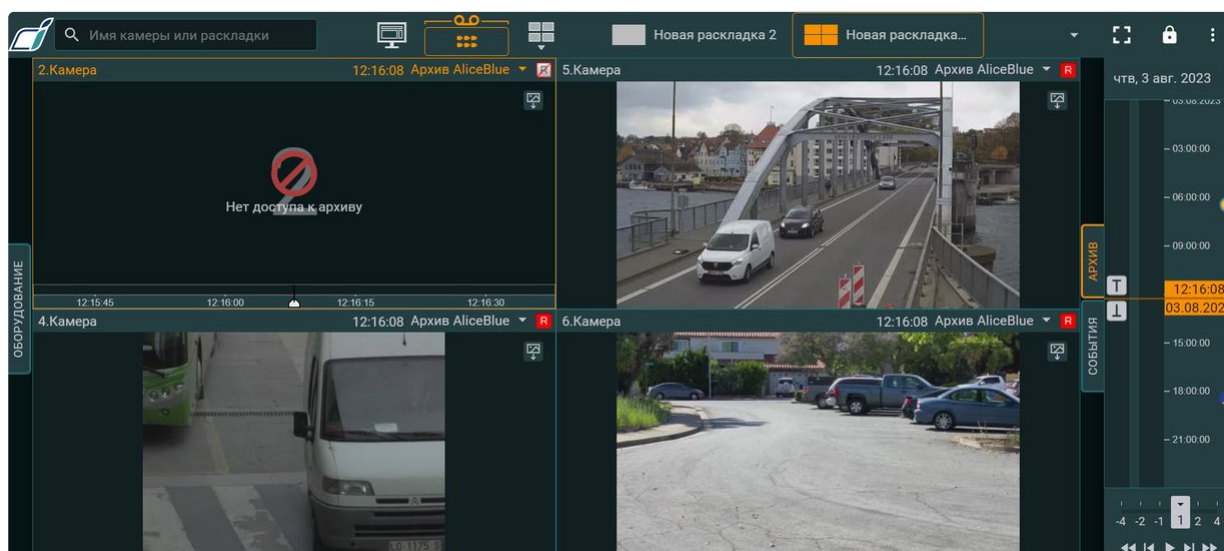 Имя камеры или раскладки
Новая раскладка 2
Новая раскладка...
2.Камера
12:16:08 Архив AliceBlue
R
Нет доступа к архиву
12:15:45 12:16:00 12:16:15 12:16:30
5.Камера
12:16:08 Архив AliceBlue
R
4.Камера
12:16:08 Архив AliceBlue
R
6.Камера
12:16:08 Архив AliceBlue
R
ОБОРУДОВАНИЕ
АРХИВ
СОБЫТИЯ
чтв, 3 авг. 2023
03.08.2023
03:00:00
06:00:00
09:00:00
12:16:08
03.08.202
15:00:00
18:00:00
21:00:00
-4 -2 -1 1 2 4